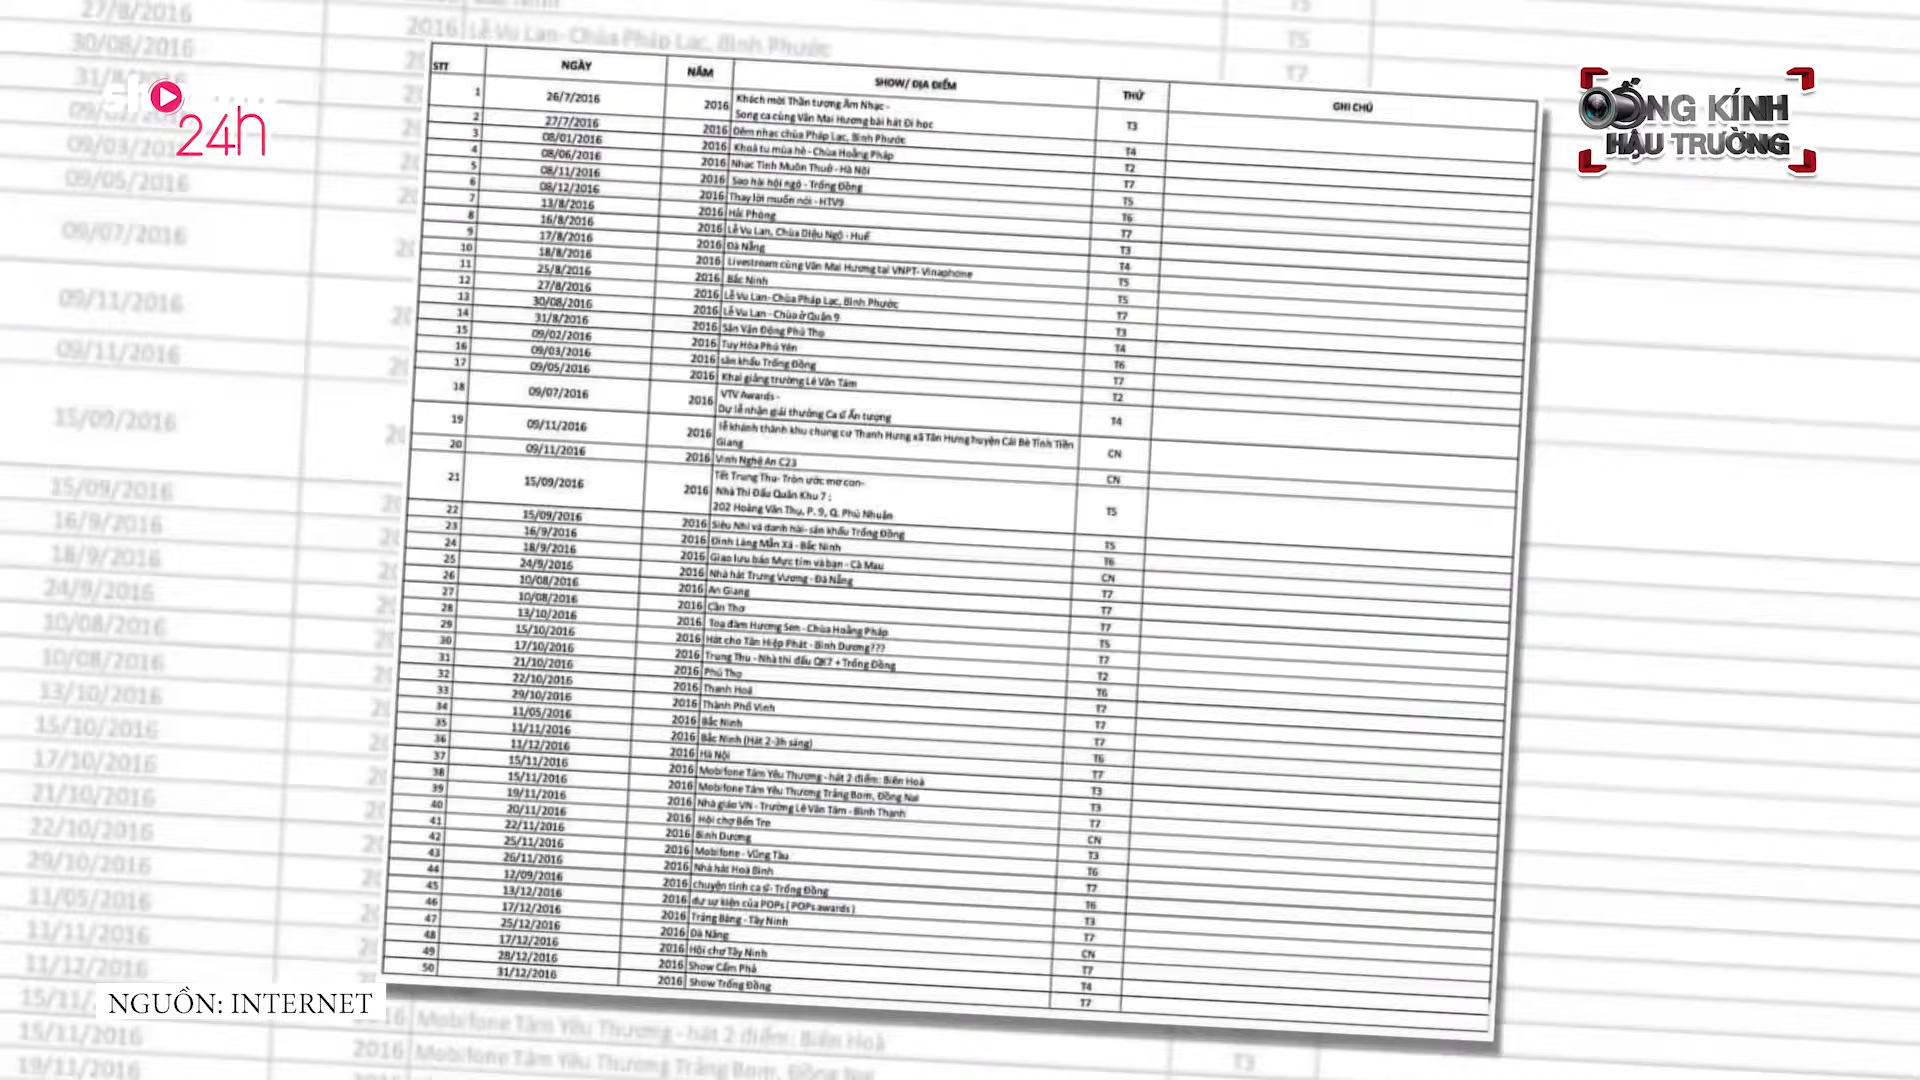 24h
ỐNG KÍNH
HẬU TRƯỜNG
STT NGÀY NĂM SHOW/ ĐỊA ĐIỂM THỨ GHI CHÚ
1 26/7/2016 2016 Khách mời Thần tượng Âm Nhạc -
Song ca cùng Văn Mai Hương bài hát Đi học T3
2 27/7/2016 2016 Đêm nhạc chùa Pháp Lạc, Bình Phước T4
3 08/01/2016 2016 Khoá tu mùa hè - Chùa Hoằng Pháp T2
4 08/06/2016 2016 Nhạc Tình Muôn Thuở - Hà Nội T7
5 08/11/2016 2016 Sao hài hội ngộ - Trống Đồng T5
6 08/12/2016 2016 Thay lời muốn nói - HTV9 T6
7 13/8/2016 2016 Hải Phòng T7
8 16/8/2016 2016 Lễ Vu Lan, Chùa Diệu Ngộ - Huế T3
9 17/8/2016 2016 Đà Nẵng T4
10 18/8/2016 2016 Livestream cùng Văn Mai Hương tại VNPT- Vinaphone T5
11 25/8/2016 2016 Bắc Ninh T5
12 27/8/2016 2016 Lễ Vu Lan- Chùa Pháp Lạc, Bình Phước T7
13 30/08/2016 2016 Lễ Vu Lan - Chùa ở Quận 9 T3
14 31/8/2016 2016 Sân Vân Động Phú Thọ T4
15 09/02/2016 2016 Tuy Hòa Phú Yên T6
16 09/03/2016 2016 sân khấu Trống Đồng T7
17 09/05/2016 2016 Khai giảng trường Lê Văn Tám T2
18 09/07/2016 2016 VTV Awards -
Dự lễ nhận giải thưởng Ca sĩ Ấn tượng T4
19 09/11/2016 2016 lễ khánh thành khu chung cư Thanh Hưng xã Tân Hưng huyện Cái Bè Tỉnh Tiền
Giang CN
20 09/11/2016 2016 Vinh Nghệ An C23 CN
21 15/09/2016 2016 Tết Trung Thu- Tròn ước mơ con-
Nhà Thi Đấu Quân Khu 7 ;
202 Hoàng Văn Thụ, P. 9, Q. Phú Nhuận T5
22 15/09/2016 2016 Siêu Nhí và danh hài- sân khấu Trống Đồng T5
23 16/9/2016 2016 Đình Làng Mẫn Xá - Bắc Ninh T6
24 18/9/2016 2016 Giao lưu báo Mực tím và bạn - Cà Mau CN
25 24/9/2016 2016 Nhà hát Trưng Vương - Đà Nẵng T7
26 10/08/2016 2016 An Giang T7
27 10/08/2016 2016 Cần Thơ T7
28 13/10/2016 2016 Toạ đàm Hương Sen - Chùa Hoằng Pháp T5
29 15/10/2016 2016 Hát cho Tân Hiệp Phát - Bình Dương??? T7
30 17/10/2016 2016 Trung Thu - Nhà thi đấu QK7 + Trống Đồng T2
31 21/10/2016 2016 Phú Thọ T6
32 22/10/2016 2016 Thanh Hoá T7
33 29/10/2016 2016 Thành Phố Vinh T7
34 11/05/2016 2016 Bắc Ninh T7
35 11/11/2016 2016 Bắc Ninh (Hát 2-3h sáng) T6
36 11/12/2016 2016 Hà Nội T7
37 15/11/2016 2016 Mobifone Tâm Yêu Thương - hát 2 điểm: Biên Hoà T3
38 15/11/2016 2016 Mobifone Tâm Yêu Thương Trảng Bom, Đồng Nai T3
39 19/11/2016 2016 Nhà giáo VN - Trường Lê Văn Tám - Bình Thạnh T7
40 20/11/2016 2016 Hội chợ Bến Tre CN
41 22/11/2016 2016 Bình Dương T3
42 25/11/2016 2016 Mobifone - Vũng Tàu T6
43 26/11/2016 2016 Nhà hát Hoà Bình T7
44 12/09/2016 2016 chuyện tình ca sĩ- Trống Đồng T6
45 13/12/2016 2016 dự sự kiện của POPs ( POPs awards ) T3
46 17/12/2016 2016 Trảng Bàng - Tây Ninh T7
47 25/12/2016 2016 Đà Nẵng CN
48 17/12/2016 2016 Hội chợ Tây Ninh T7
49 28/12/2016 2016 Show Cẩm Phả T4
50 31/12/2016 2016 Show Trống Đồng T7
NGUỒN: INTERNET